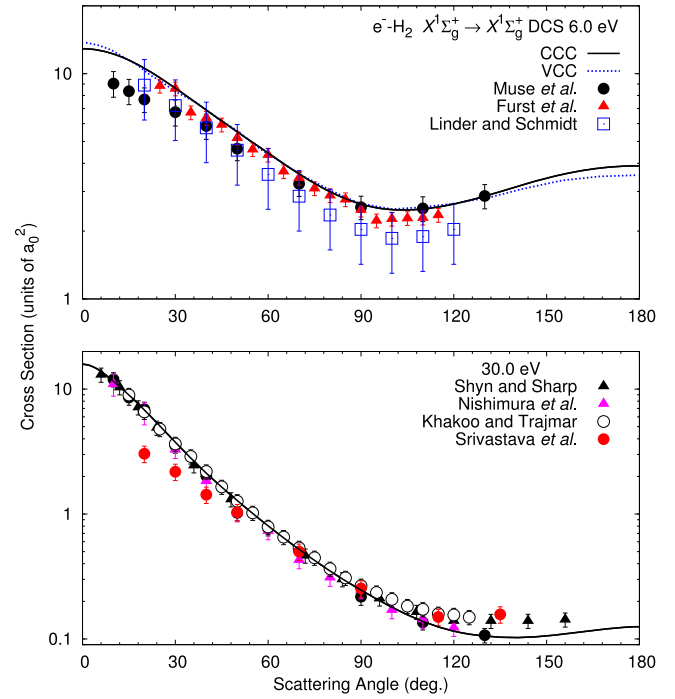 e⁻-H₂ X¹Σg⁺ → X¹Σg⁺ DCS 6.0 eV
CCC
VCC
Muse et al.
Furst et al.
Linder and Schmidt
10
1
0 30 60 90 120 150 180
Cross Section (units of a₀²)
30.0 eV
Shyn and Sharp
Nishimura et al.
Khakoo and Trajmar
Srivastava et al.
10
1
0.1
0 30 60 90 120 150 180
Scattering Angle (deg.)